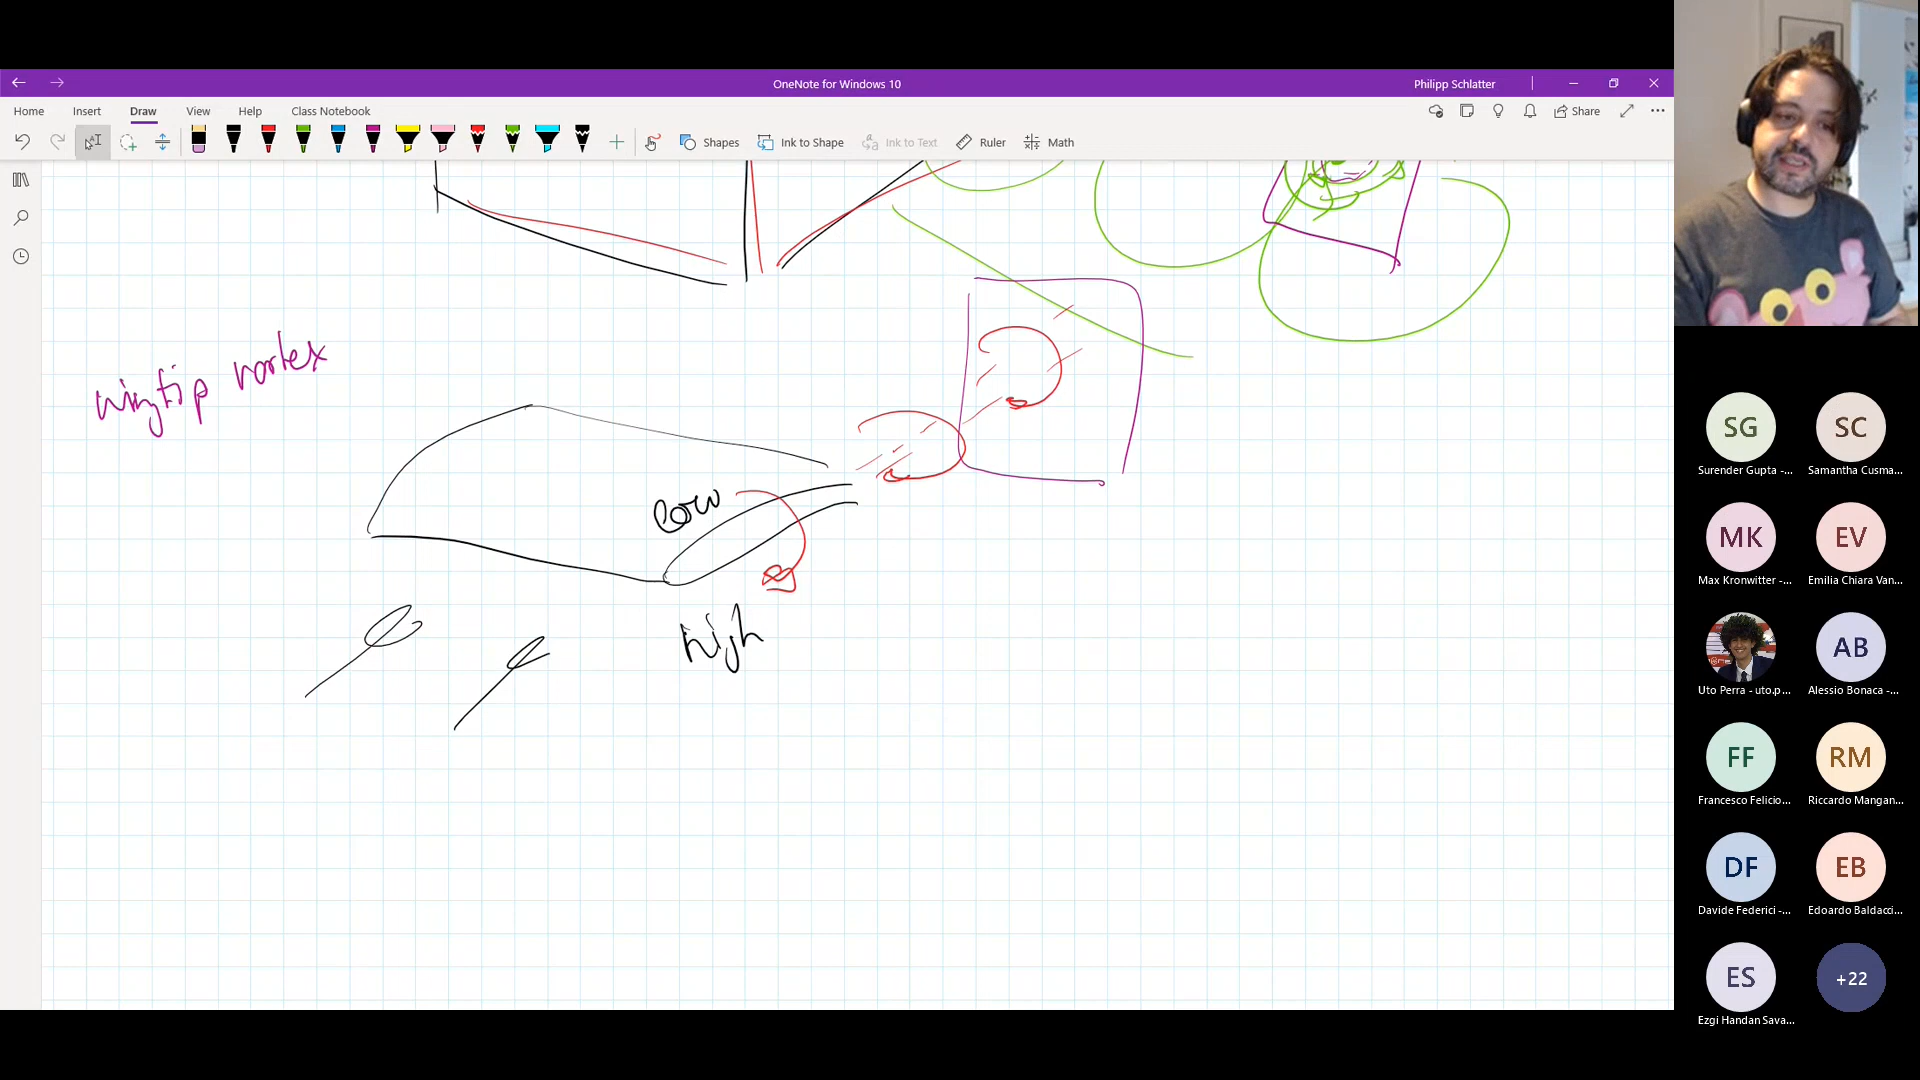 OneNote for Windows 10
Philipp Schlatter
Home Insert Draw View Help Class Notebook
Share
Shapes Ink to Shape Ink to Text Ruler Math
wingtip vortex
low
high
SG SC
Surender Gupta -... Samantha Cusma...
MK EV
Max Kronwitter -... Emilia Chiara Van...
AB
Uto Perra - uto.p... Alessio Bonaca -...
FF RM
Francesco Felicio... Riccardo Mangan...
DF EB
Davide Federici -... Edoardo Baldacci...
ES +22
Ezgi Handan Sava...